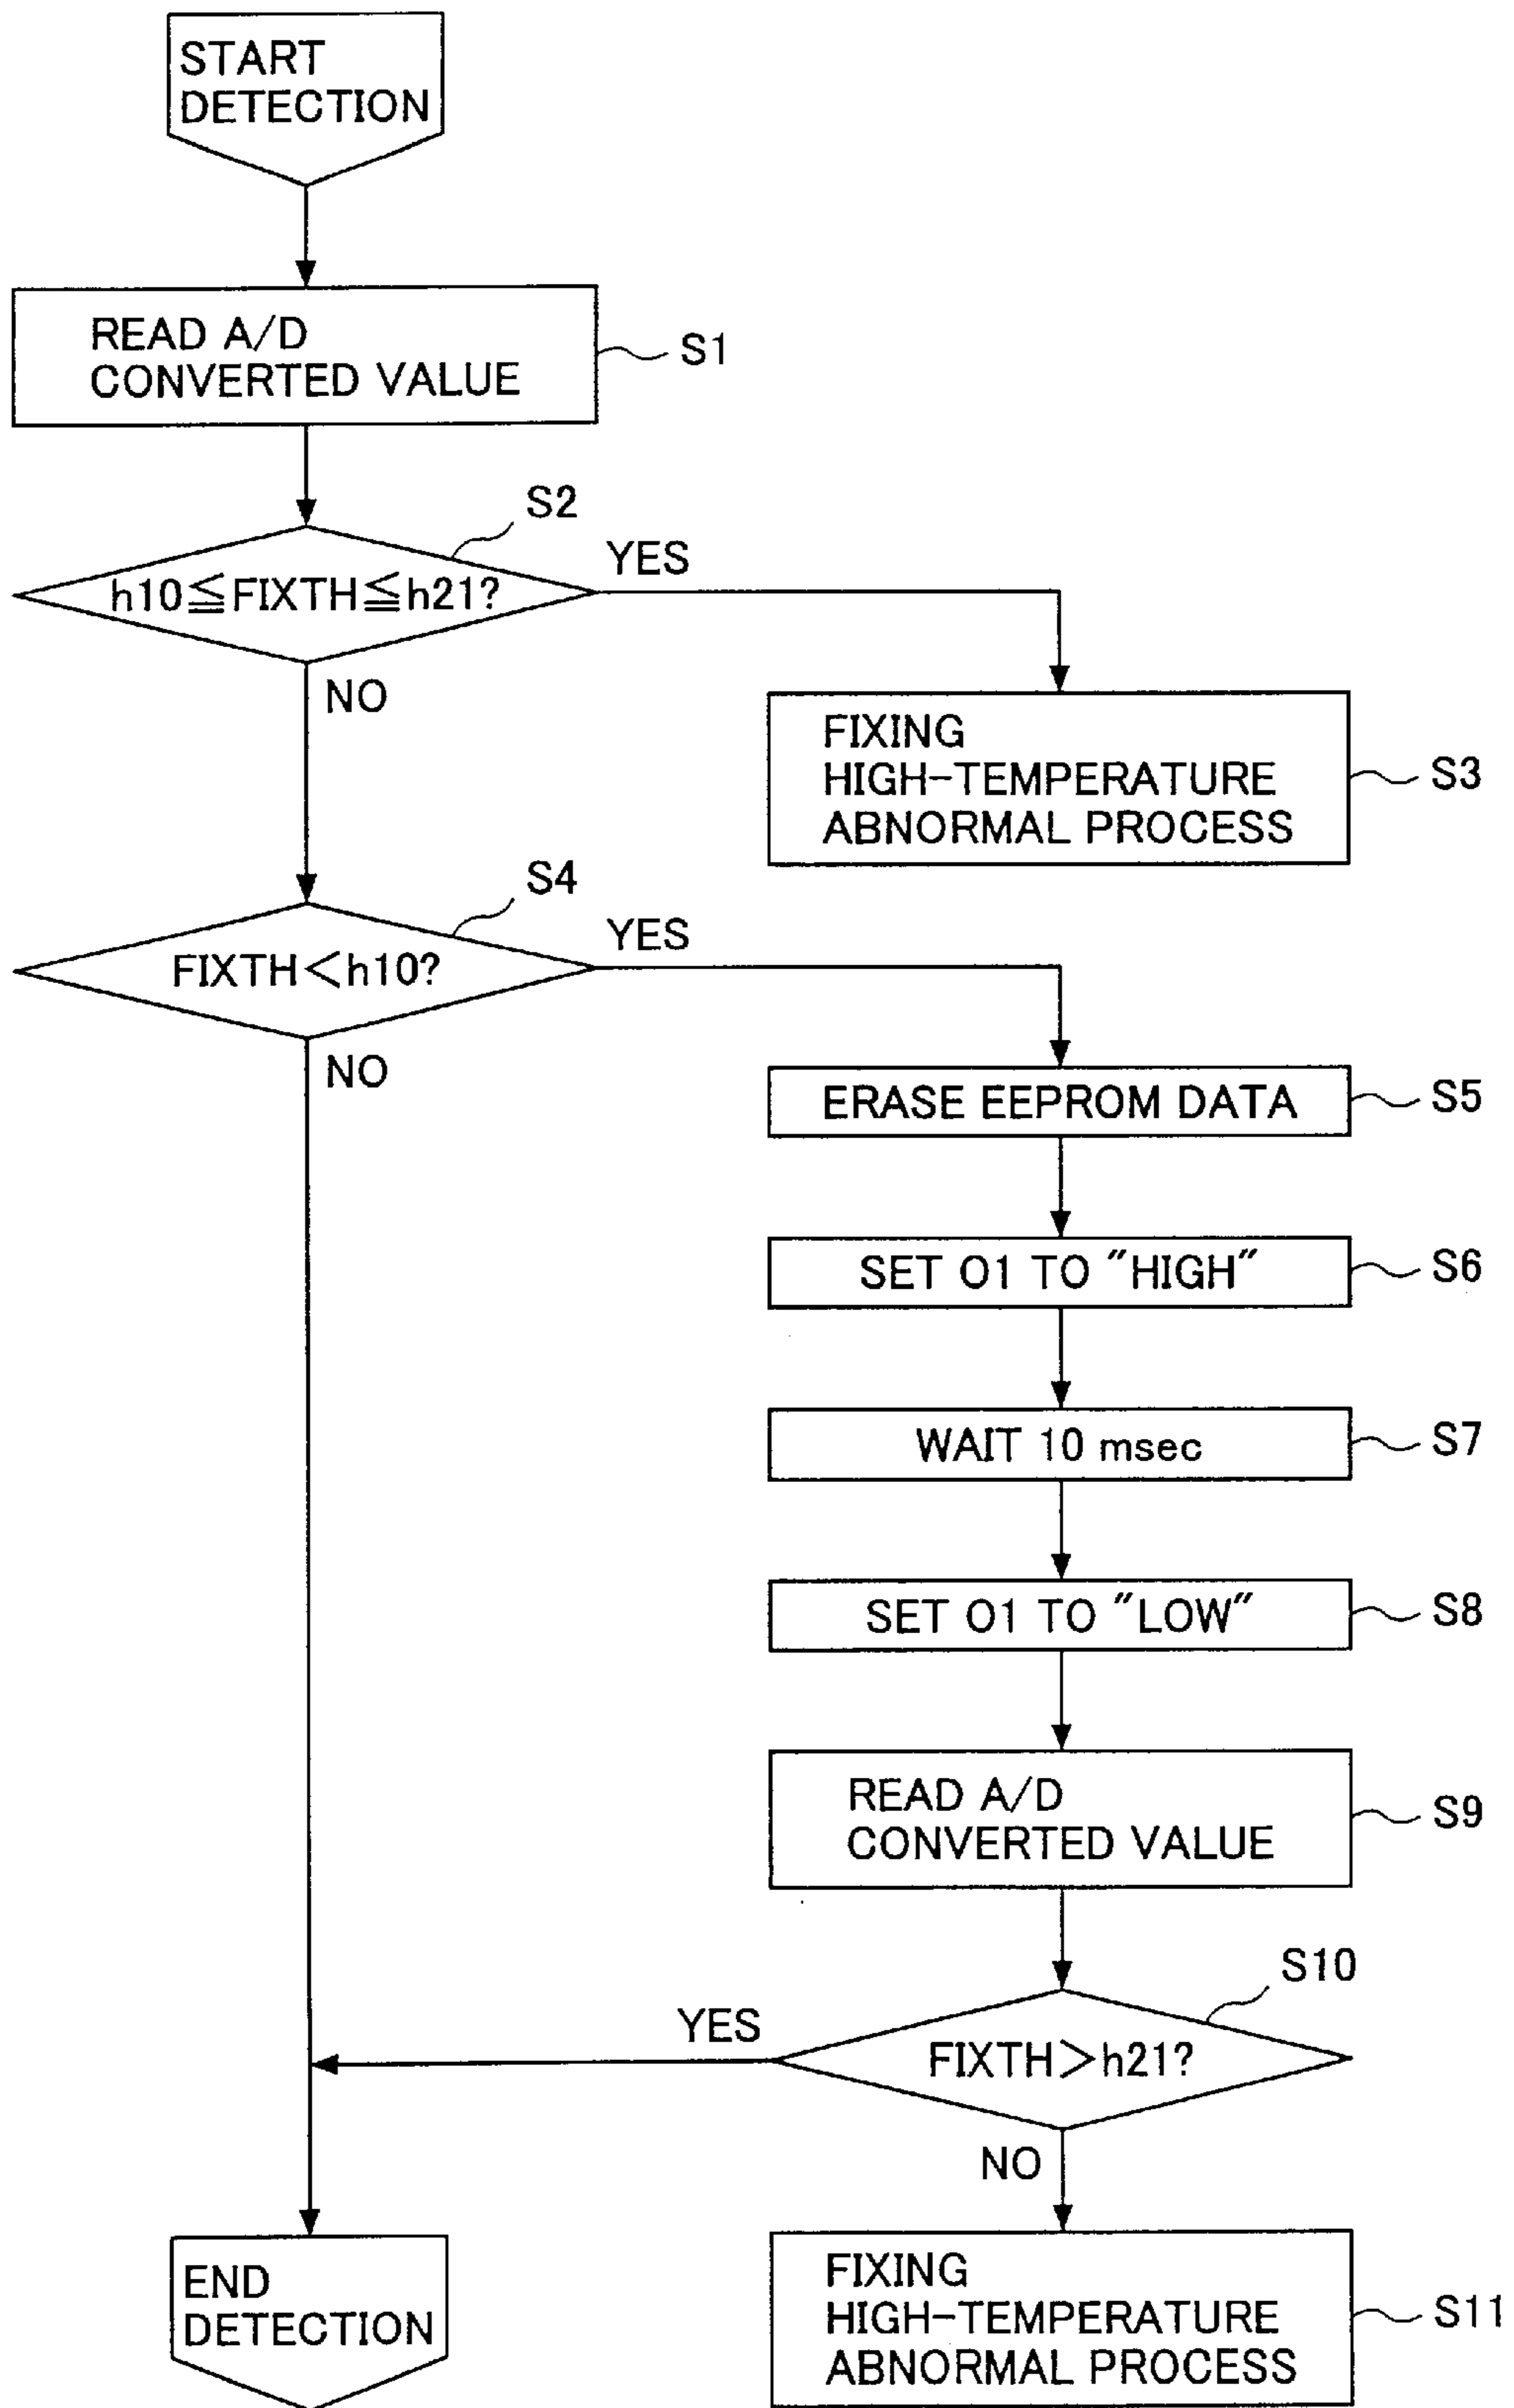 START
DETECTION
READ A/D
CONVERTED VALUE
S1
S2
h10≦FIXTH≦h21?
YES
NO
FIXING
HIGH-TEMPERATURE
ABNORMAL PROCESS
S3
S4
FIXTH<h10?
YES
NO
ERASE EEPROM DATA
S5
SET O1 TO "HIGH"
S6
WAIT 10 msec
S7
SET O1 TO "LOW"
S8
READ A/D
CONVERTED VALUE
S9
S10
FIXTH>h21?
YES
NO
END
DETECTION
FIXING
HIGH-TEMPERATURE
ABNORMAL PROCESS
S11